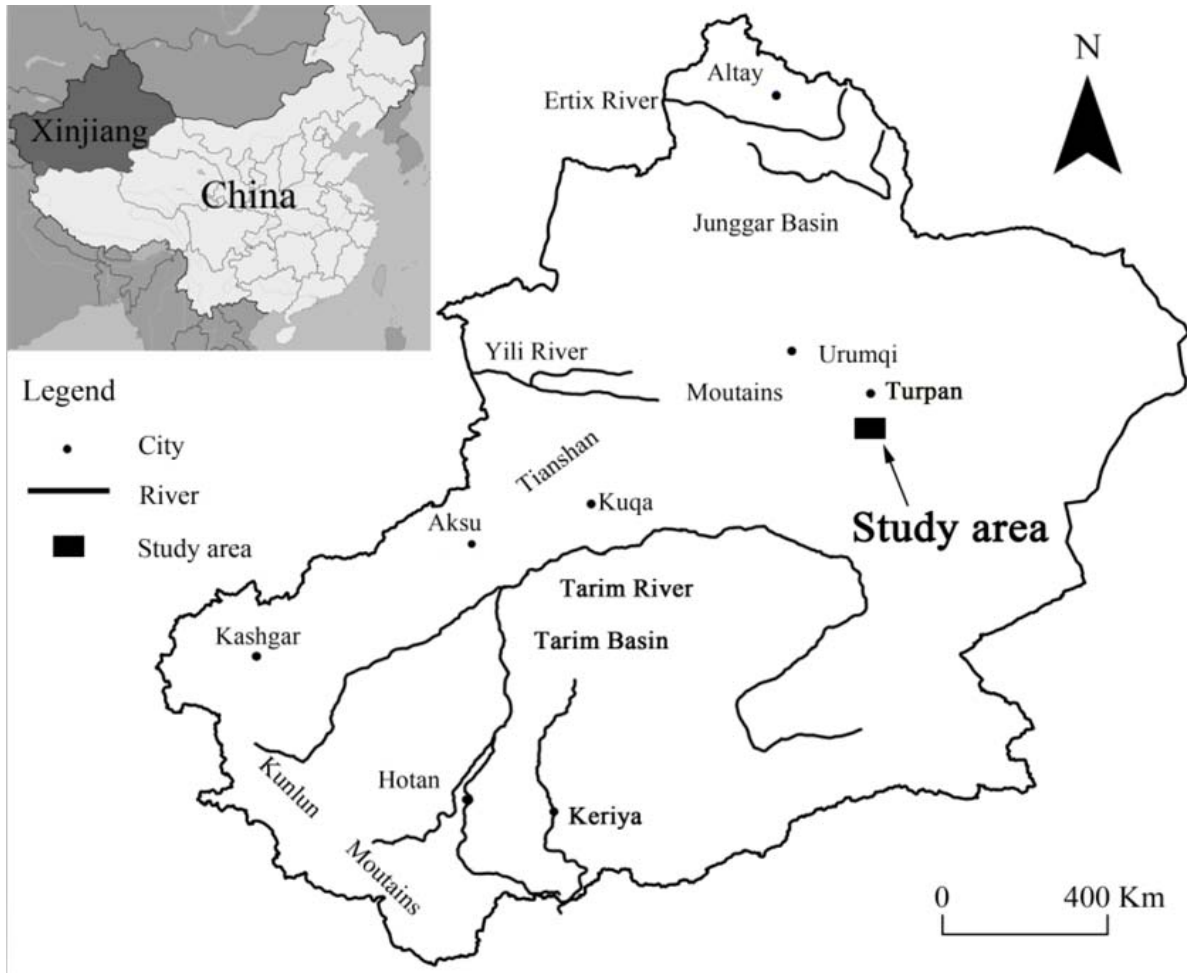 Xinjiang
China
N
Altay
Ertix River
Junggar Basin
Yili River
Urumqi
Moutains
Turpan
Legend
City
River
Study area
Tianshan
Kuqa
Aksu
Study area
Tarim River
Tarim Basin
Kashgar
Kunlun
Moutains
Hotan
Keriya
0 400 Km